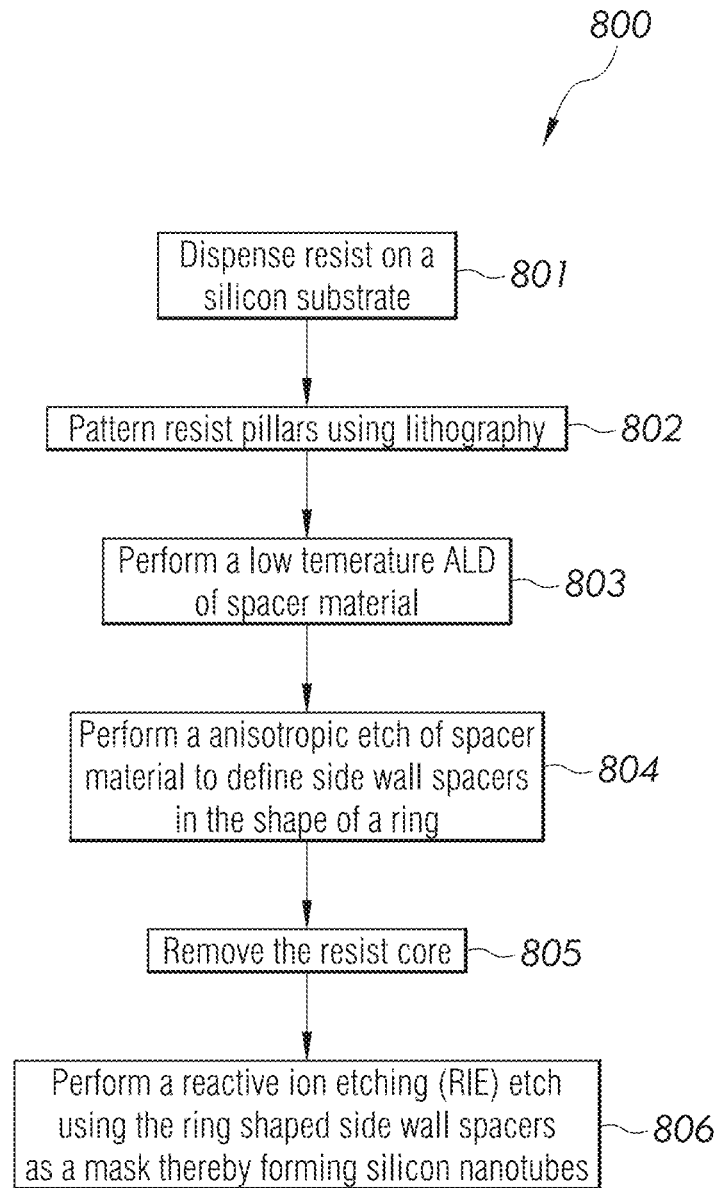 800
Dispense resist on a
silicon substrate
801
Pattern resist pillars using lithography
802
Perform a low temerature ALD
of spacer material
803
Perform a anisotropic etch of spacer
material to define side wall spacers
in the shape of a ring
804
Remove the resist core
805
Perform a reactive ion etching (RIE) etch
using the ring shaped side wall spacers
as a mask thereby forming silicon nanotubes
806